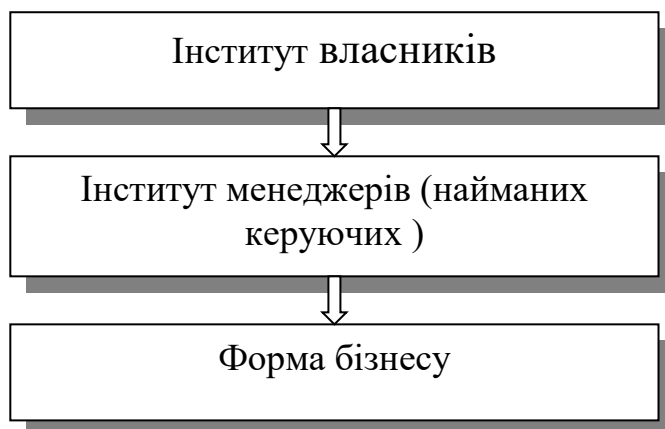 Інститут власників
Інститут менеджерів (найманих
керуючих )
Форма бізнесу